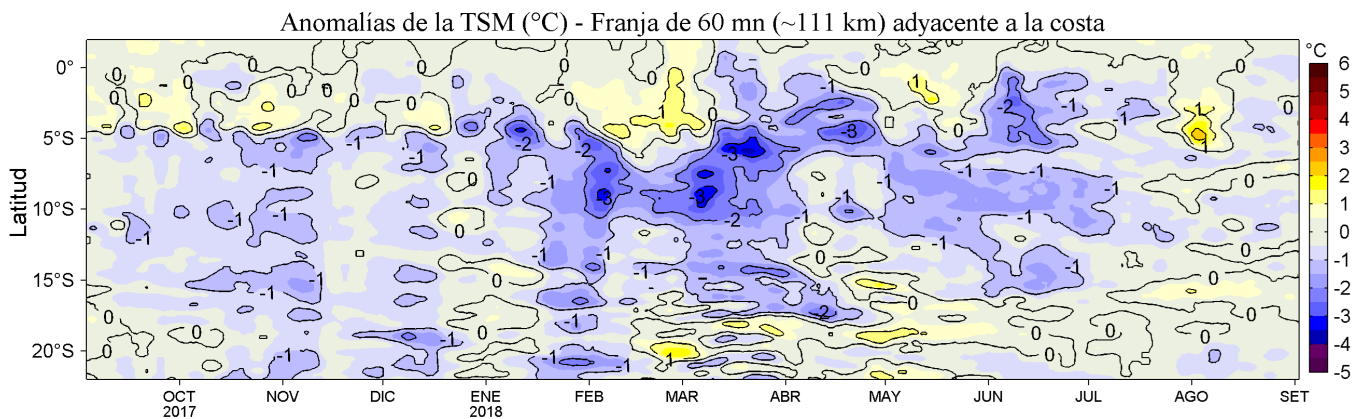 Anomalías de la TSM (°C) - Franja de 60 mn (~111 km) adyacente a la costa
°C
Latitud
0°
5°S
10°S
15°S
20°S
6
5
4
3
2
1
0
-1
-2
-3
-4
-5
OCT NOV DIC ENE FEB MAR ABR MAY JUN JUL AGO SET
2017 2018